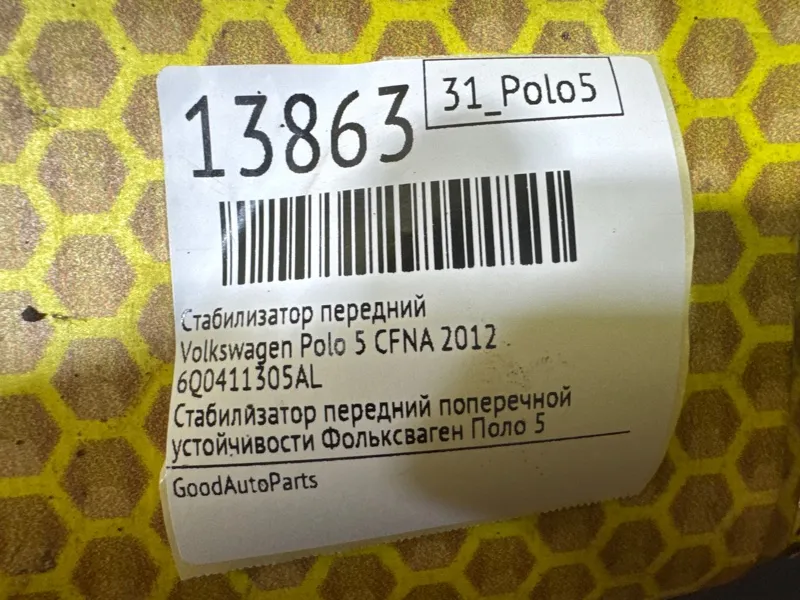 13863
31_Polo5
Стабилизатор передний
Volkswagen Polo 5 CFNA 2012
6Q0411305AL
Стабилизатор передний поперечной
устойчивости Фольксваген Поло 5
GoodAutoParts